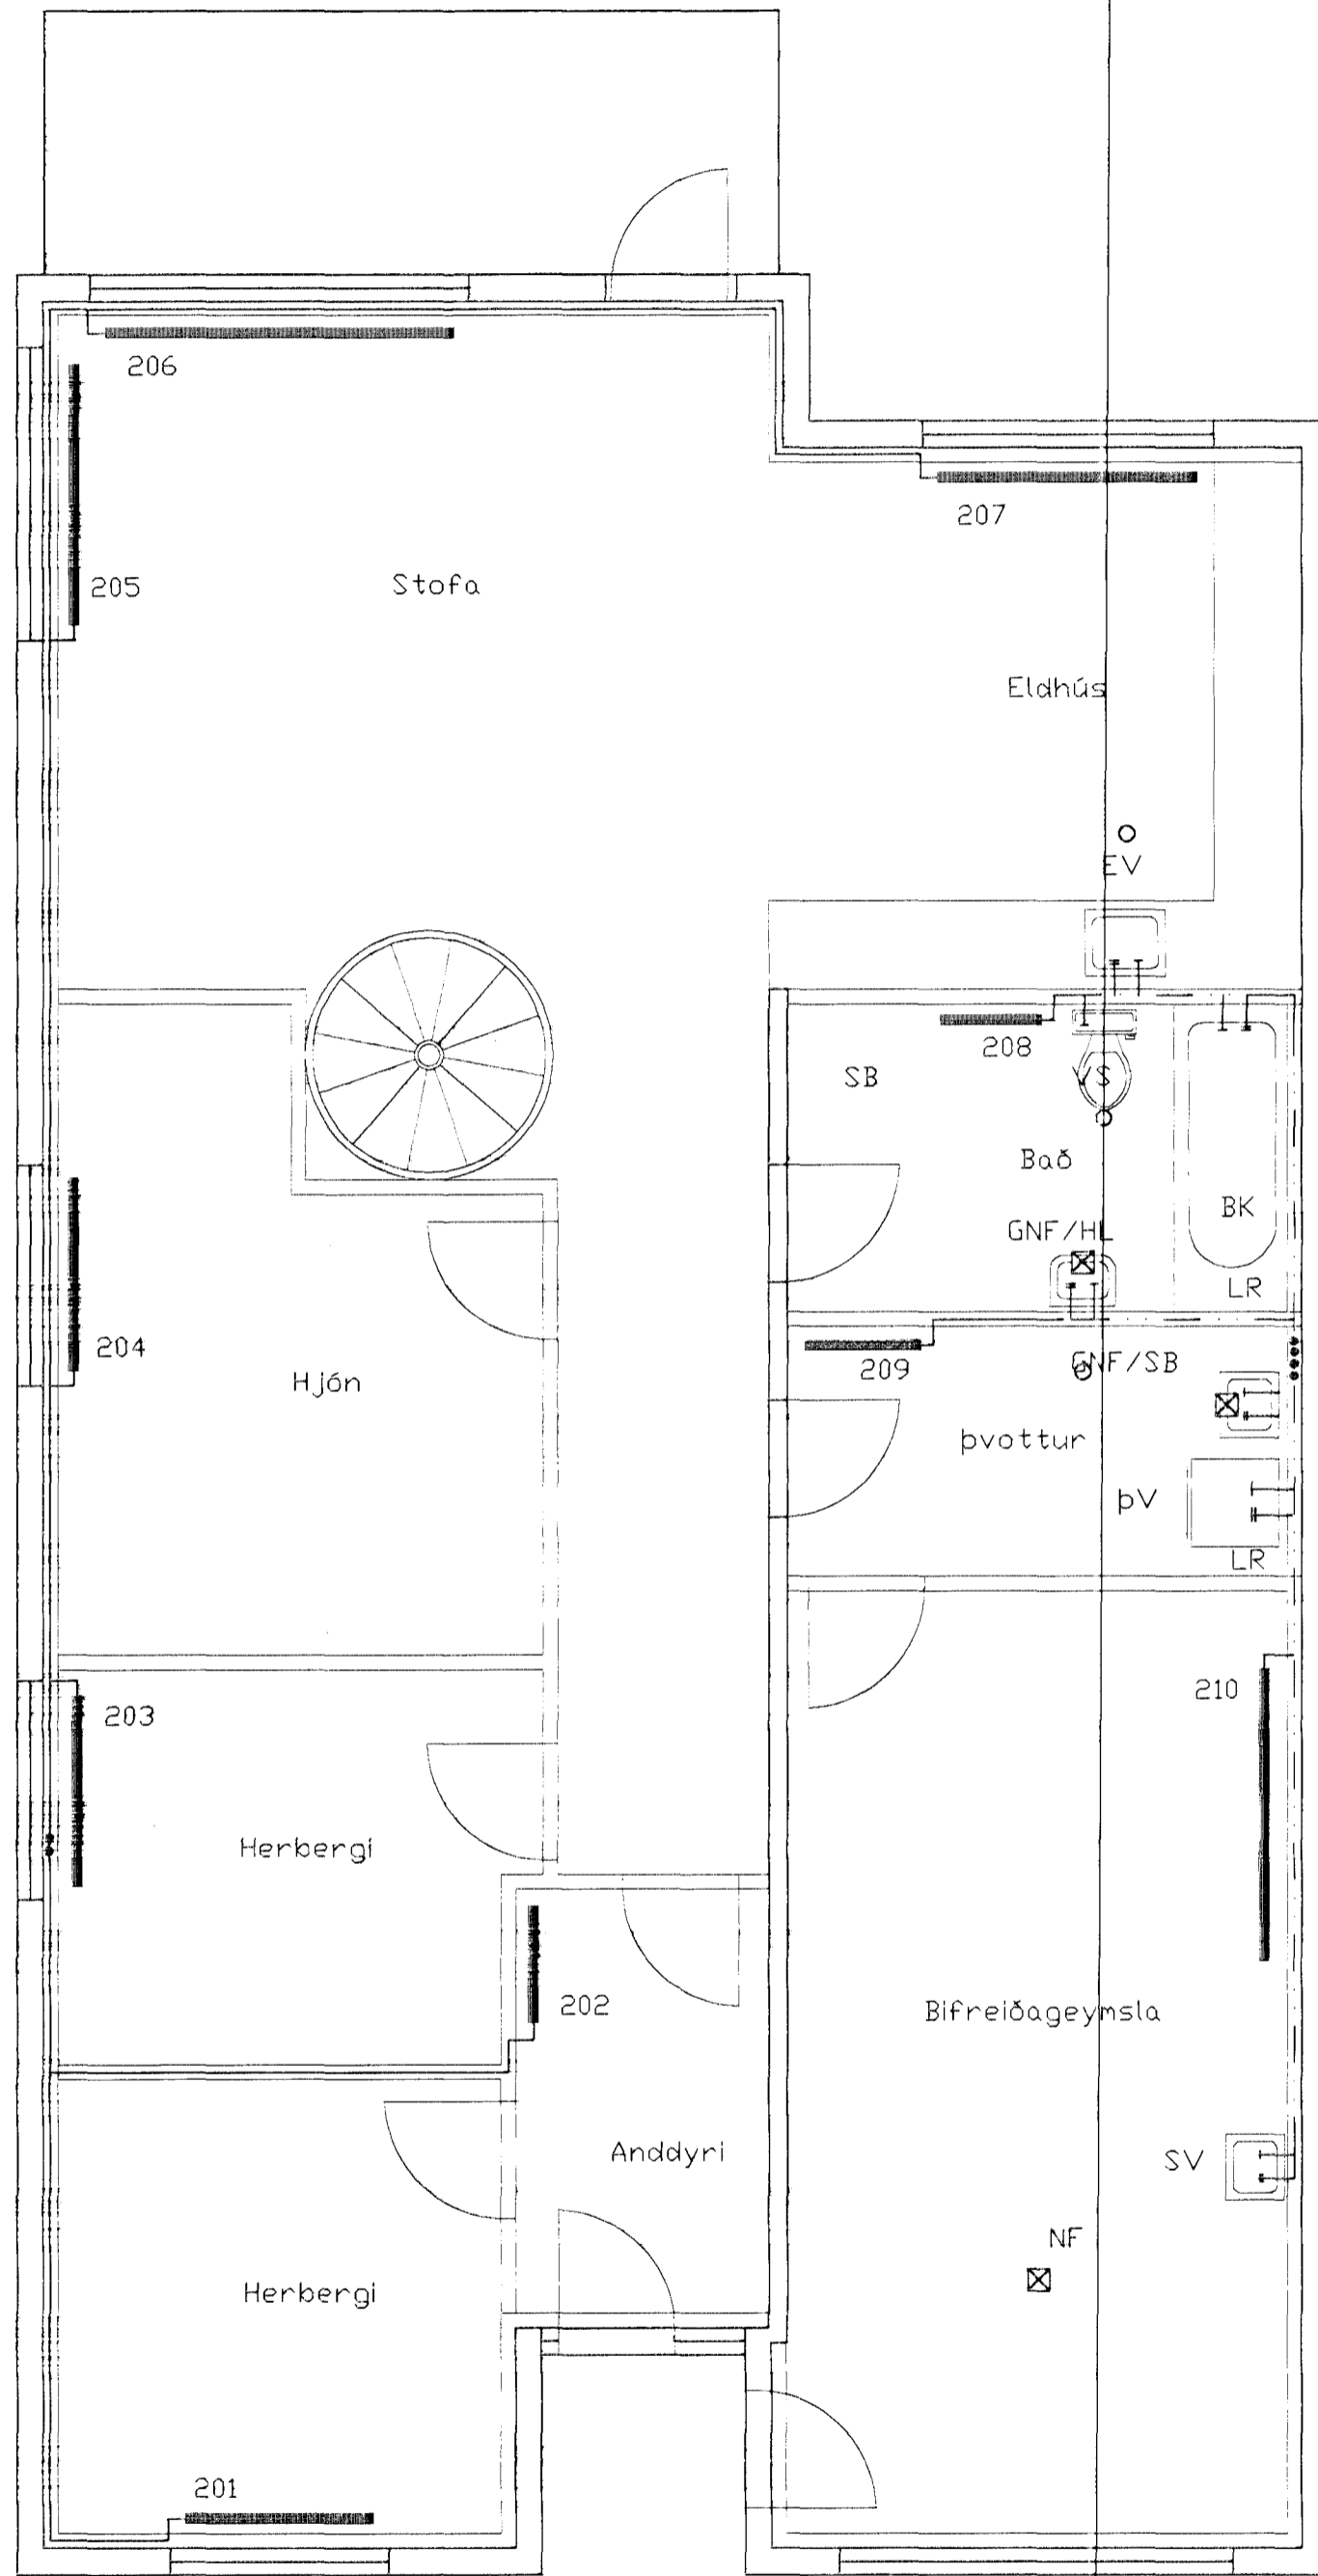 206
207
205
Stofa
Eldhús
EV
208
SB
VS
Bað
BK
GNF/HL
LR
204
209
GNF/SB
Hjón
þvottur
þV
LR
203
210
Herbergi
202
Bifreiðageymsla
Anddyri
SV
NF
Herbergi
201